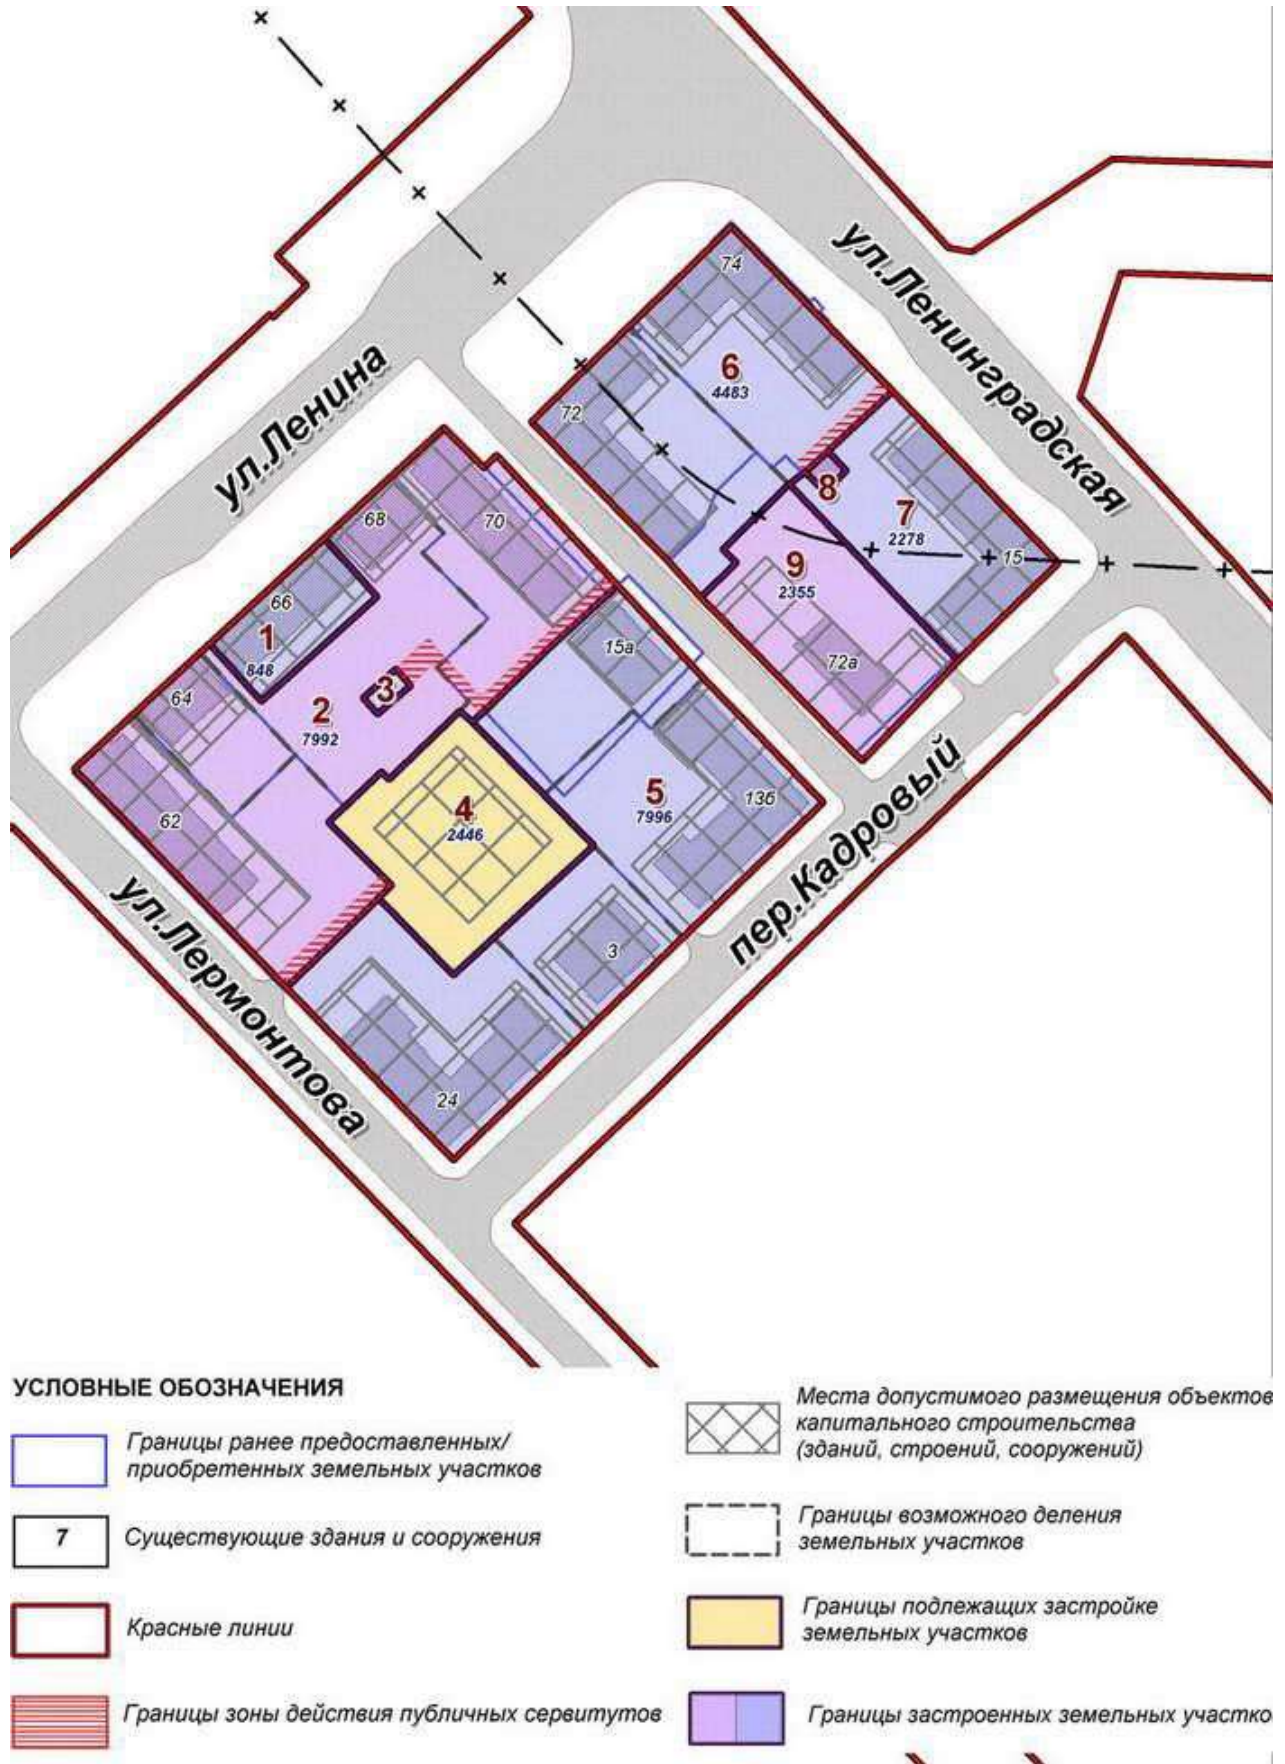 74
ул.Ленинградская
6
4483
ул.Ленина
72
8
7
2278
68
70
15
9
2355
66
1
848
15а
72а
64
3
2
7992
5
7996
13б
4
2446
62
пер.Кадровый
ул.Лермонтова
3
24
УСЛОВНЫЕ ОБОЗНАЧЕНИЯ
Границы ранее предоставленных/
приобретенных земельных участков
7
Существующие здания и сооружения
Красные линии
Границы зоны действия публичных сервитутов
Места допустимого размещения объектов
капитального строительства
(зданий, строений, сооружений)
Границы возможного деления
земельных участков
Границы подлежащих застройке
земельных участков
Границы застроенных земельных участко